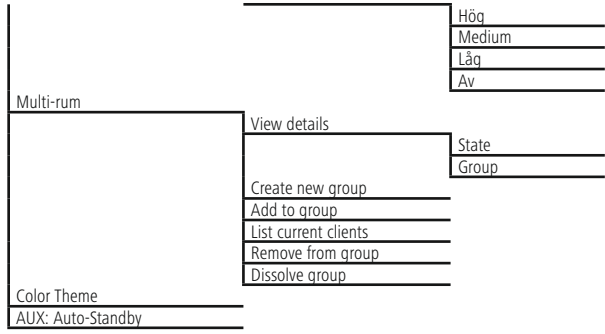 Hög
Medium
Låg
Av
Multi-rum
View details
State
Group
Create new group
Add to group
List current clients
Remove from group
Dissolve group
Color Theme
AUX: Auto-Standby